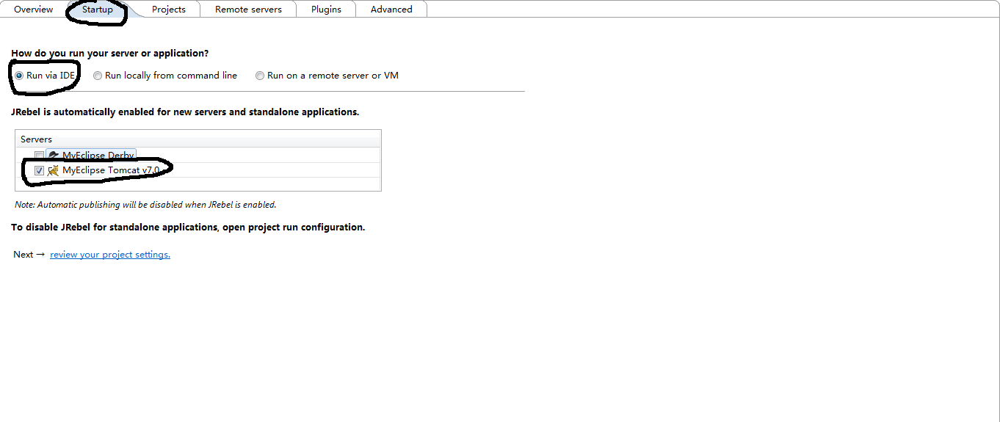 Overview Startup Projects Remote servers Plugins Advanced
How do you run your server or application?
Run via IDE Run locally from command line Run on a remote server or VM
JRebel is automatically enabled for new servers and standalone applications.
Servers
MyEclipse Derby
MyEclipse Tomcat v7.0
Note: Automatic publishing will be disabled when JRebel is enabled.
To disable JRebel for standalone applications, open project run configuration.
Next → review your project settings.